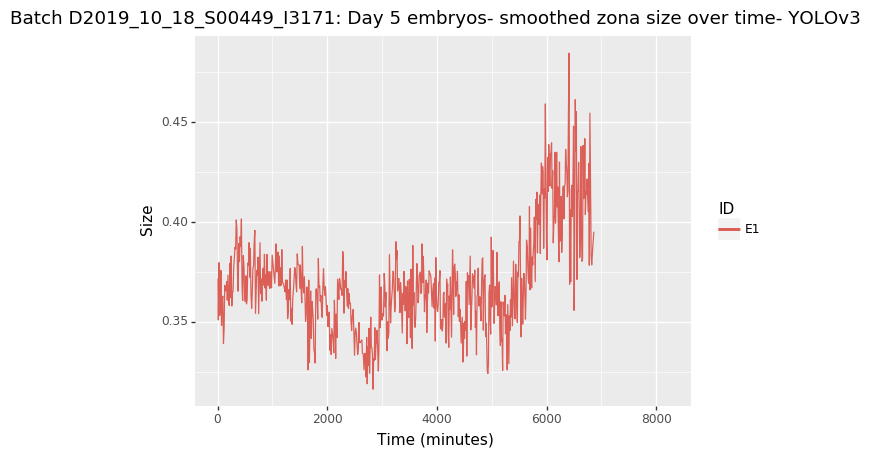 Batch D2019_10_18_S00449_I3171: Day 5 embryos- smoothed zona size over time- YOLOv3
0.45
0.40
0.35
Size
0 2000 4000 6000 8000
Time (minutes)
ID
E1